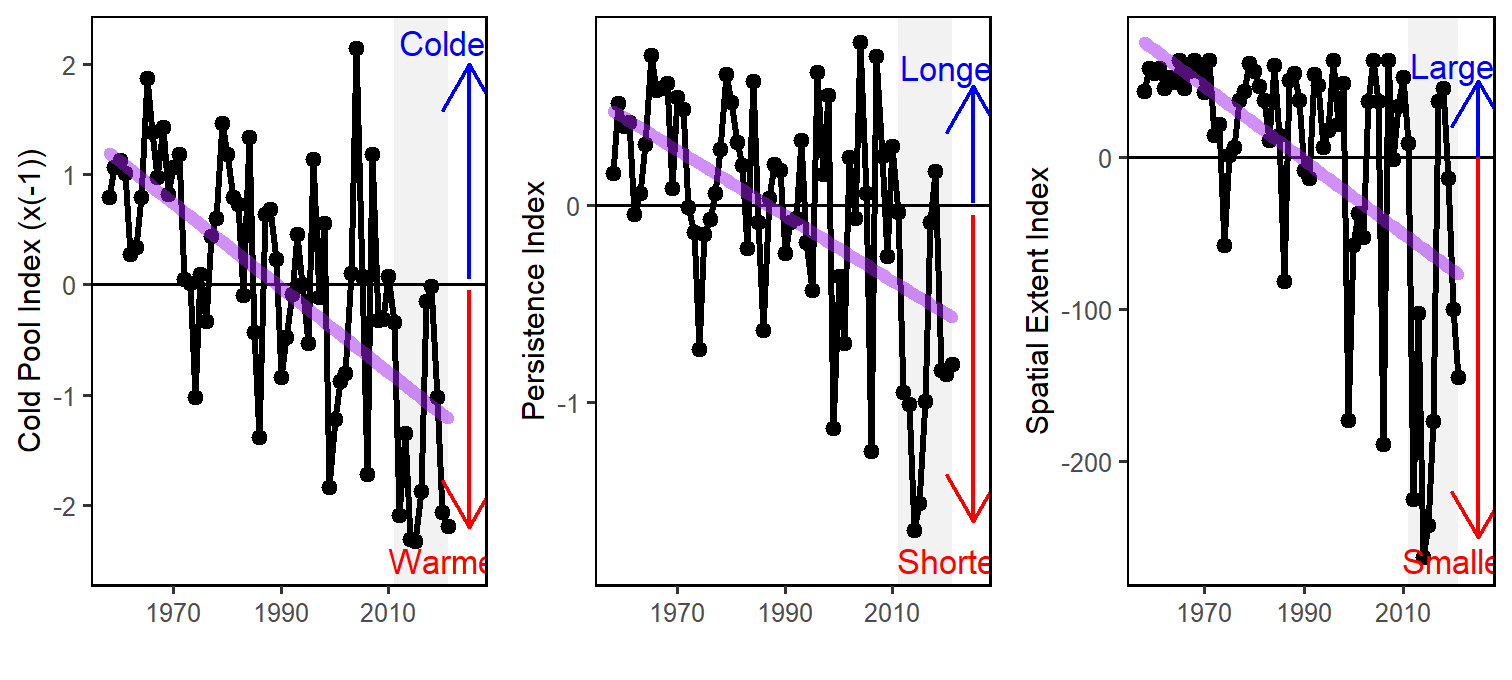 Cold Pool Index (x(-1))
2
1
0
-1
-2
Colde
Warme
1970 1990 2010
Persistence Index
0
-1
Longe
Shorte
1970 1990 2010
Spatial Extent Index
0
-100
-200
Large
Smalle
1970 1990 2010